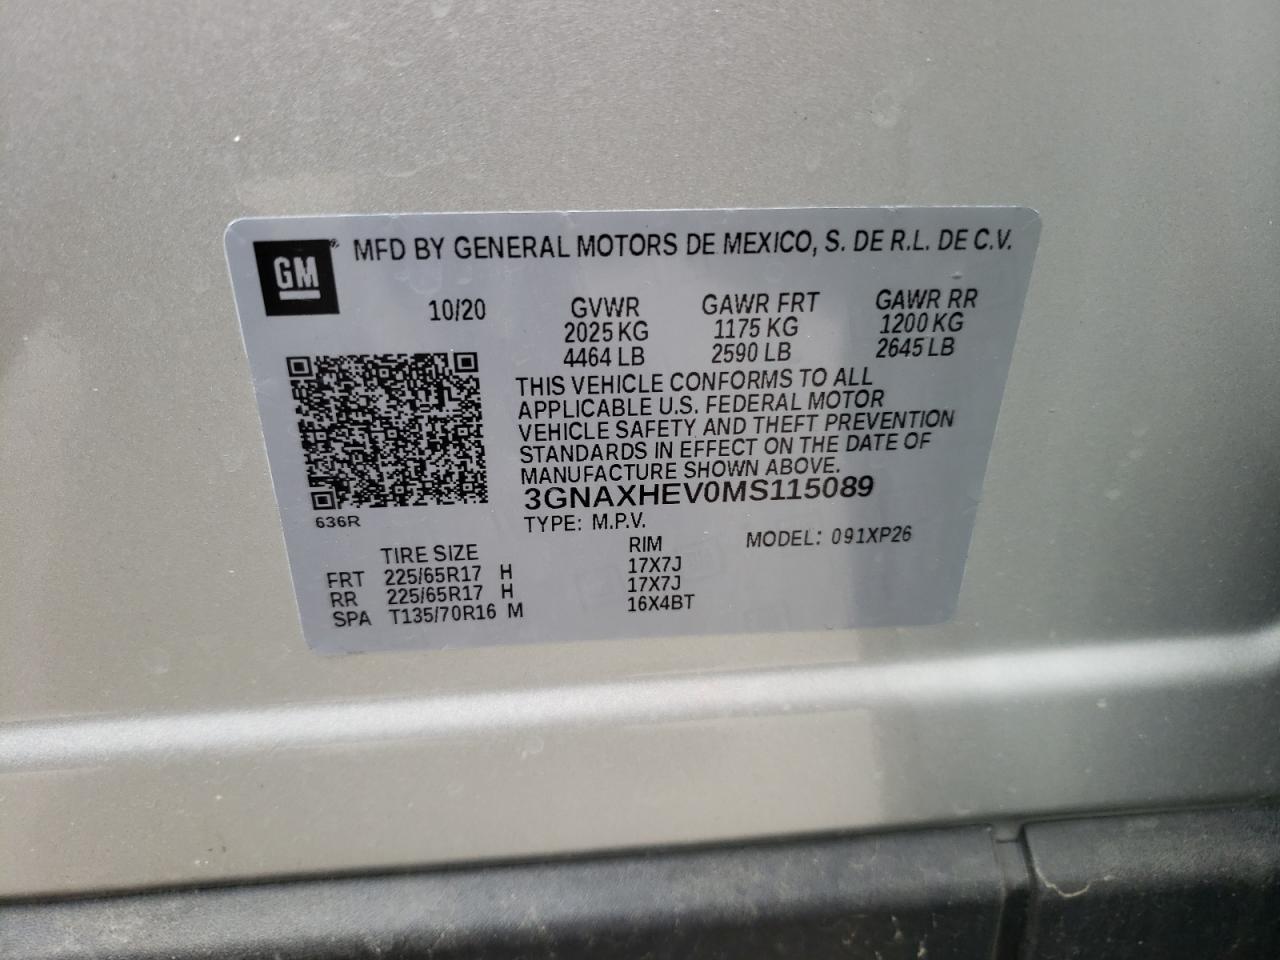 GM® MFD BY GENERAL MOTORS DE MEXICO, S. DE R.L. DE C.V.
10/20 GVWR GAWR FRT GAWR RR
2025 KG 1175 KG 1200 KG
4464 LB 2590 LB 2645 LB
THIS VEHICLE CONFORMS TO ALL
APPLICABLE U.S. FEDERAL MOTOR
VEHICLE SAFETY AND THEFT PREVENTION
STANDARDS IN EFFECT ON THE DATE OF
MANUFACTURE SHOWN ABOVE.
3GNAXHEV0MS115089
636R TYPE: M.P.V. MODEL: 091XP26
TIRE SIZE RIM
FRT 225/65R17 H 17X7J
RR 225/65R17 H 17X7J
SPA T135/70R16 M 16X4BT